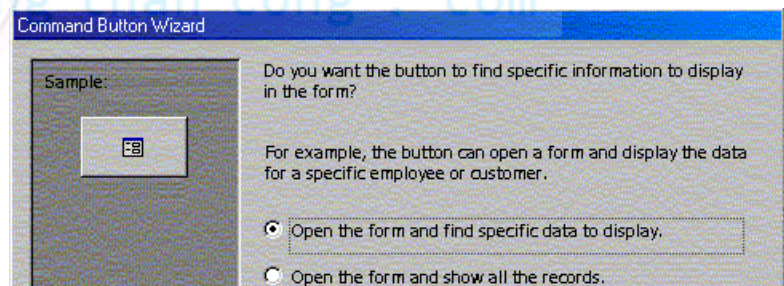 Command Button Wizard
Sample:
Do you want the button to find specific information to display
in the form?
For example, the button can open a form and display the data
for a specific employee or customer.
Open the form and find specific data to display.
Open the form and show all the records.